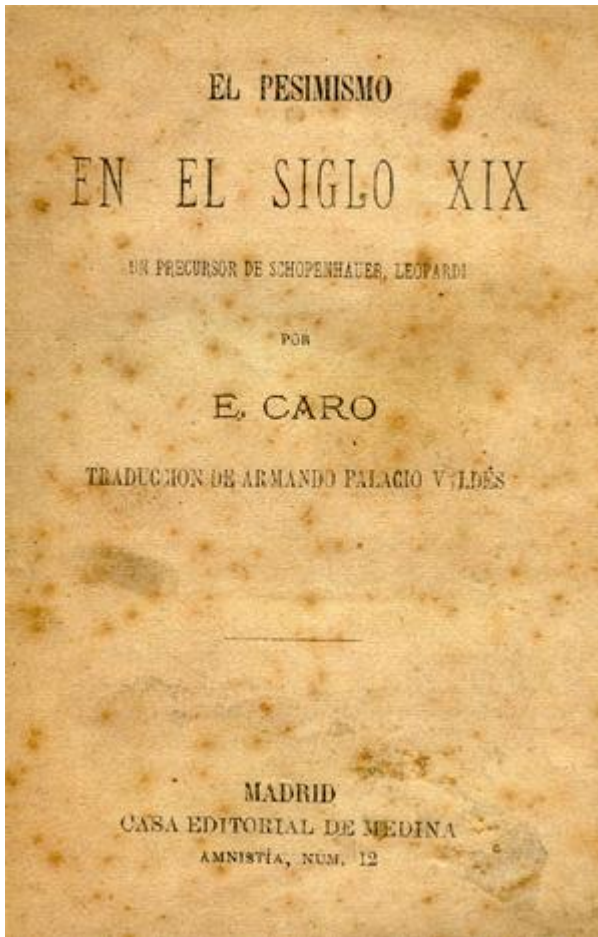 EL PESIMISMO
EN EL SIGLO XIX
UN PRECURSOR DE SCHOPENHAUER, LEOPARDI
POR
E. CARO
TRADUCCION DE ARMANDO PALACIO VALDÉS
MADRID
CASA EDITORIAL DE MEDINA
AMNISTÍA, NUM. 12